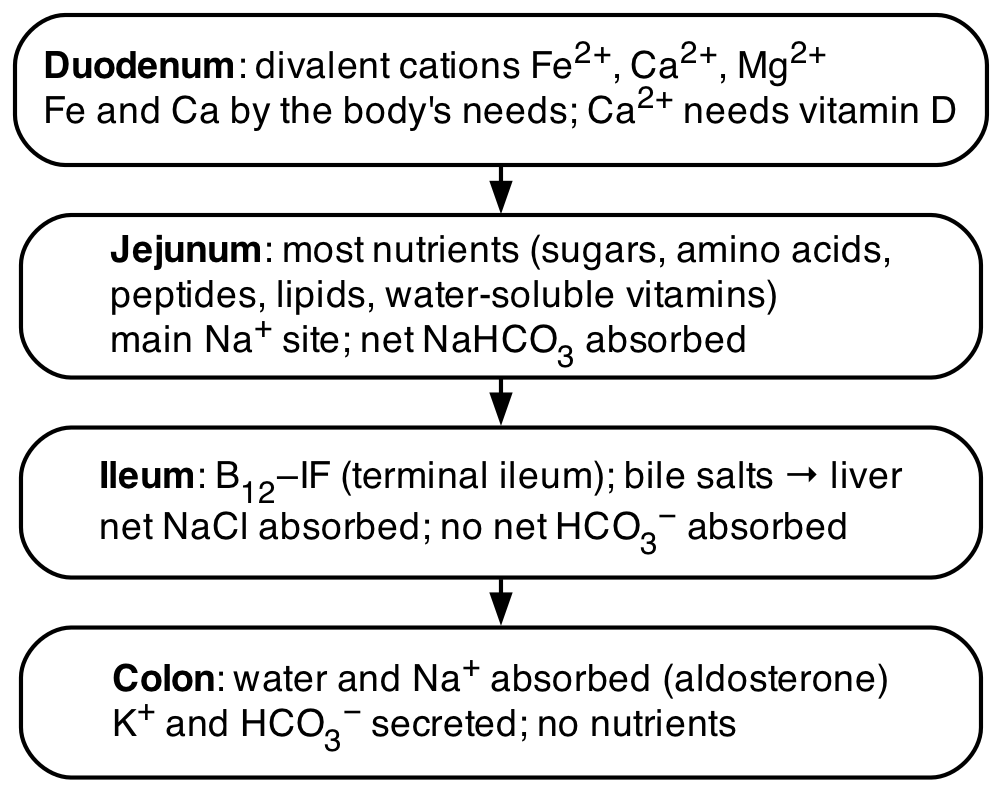 Duodenum: divalent cations Fe²⁺, Ca²⁺, Mg²⁺
Fe and Ca by the body's needs; Ca²⁺ needs vitamin D
Jejunum: most nutrients (sugars, amino acids,
peptides, lipids, water-soluble vitamins)
main Na⁺ site; net NaHCO₃ absorbed
Ileum: B₁₂–IF (terminal ileum); bile salts → liver
net NaCl absorbed; no net HCO₃⁻ absorbed
Colon: water and Na⁺ absorbed (aldosterone)
K⁺ and HCO₃⁻ secreted; no nutrients